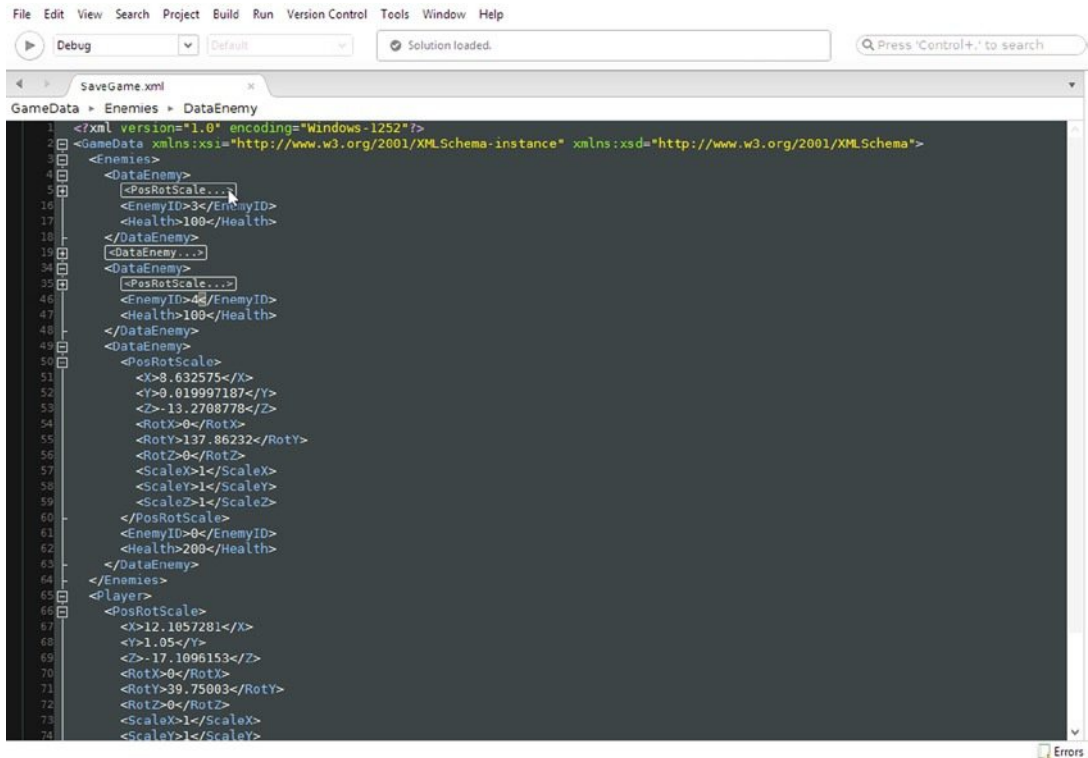 File Edit View Search Project Build Run Version Control Tools Window Help
Debug Default Solution loaded. Press 'Control+,' to search
SaveGame.xml ×
GameData ▸ Enemies ▸ DataEnemy
1 <?xml version="1.0" encoding="Windows-1252"?>
2 <GameData xmlns:xsi="http://www.w3.org/2001/XMLSchema-instance" xmlns:xsd="http://www.w3.org/2001/XMLSchema">
3 <Enemies>
4 <DataEnemy>
5 <PosRotScale...>
16 <EnemyID>3</EnemyID>
17 <Health>100</Health>
18 </DataEnemy>
19 <DataEnemy...>
34 <DataEnemy>
35 <PosRotScale...>
46 <EnemyID>4</EnemyID>
47 <Health>100</Health>
48 </DataEnemy>
49 <DataEnemy>
50 <PosRotScale>
51 <X>8.632575</X>
52 <Y>0.019997187</Y>
53 <Z>-13.2708778</Z>
54 <RotX>0</RotX>
55 <RotY>137.86232</RotY>
56 <RotZ>0</RotZ>
57 <ScaleX>1</ScaleX>
58 <ScaleY>1</ScaleY>
59 <ScaleZ>1</ScaleZ>
60 </PosRotScale>
61 <EnemyID>0</EnemyID>
62 <Health>200</Health>
63 </DataEnemy>
64 </Enemies>
65 <Player>
66 <PosRotScale>
67 <X>12.1057281</X>
68 <Y>1.05</Y>
69 <Z>-17.1096153</Z>
70 <RotX>0</RotX>
71 <RotY>39.75003</RotY>
72 <RotZ>0</RotZ>
73 <ScaleX>1</ScaleX>
74 <ScaleY>1</ScaleY>
Errors